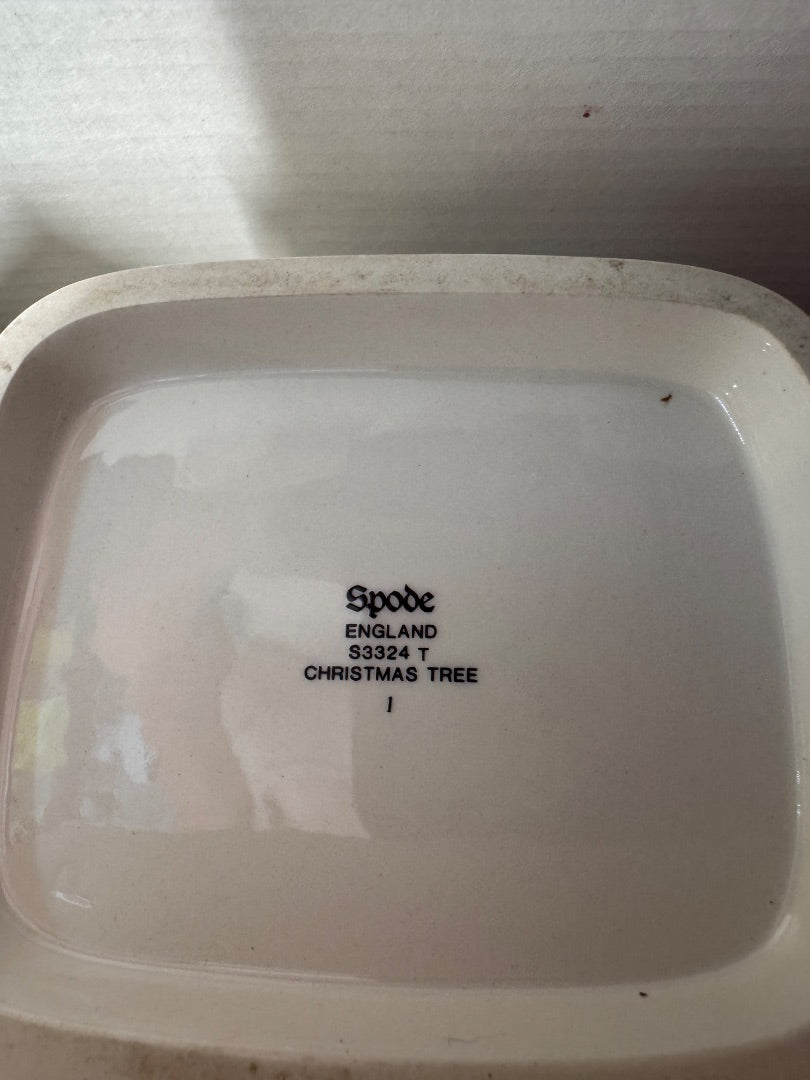 Spode
ENGLAND
S3324 T
CHRISTMAS TREE
1